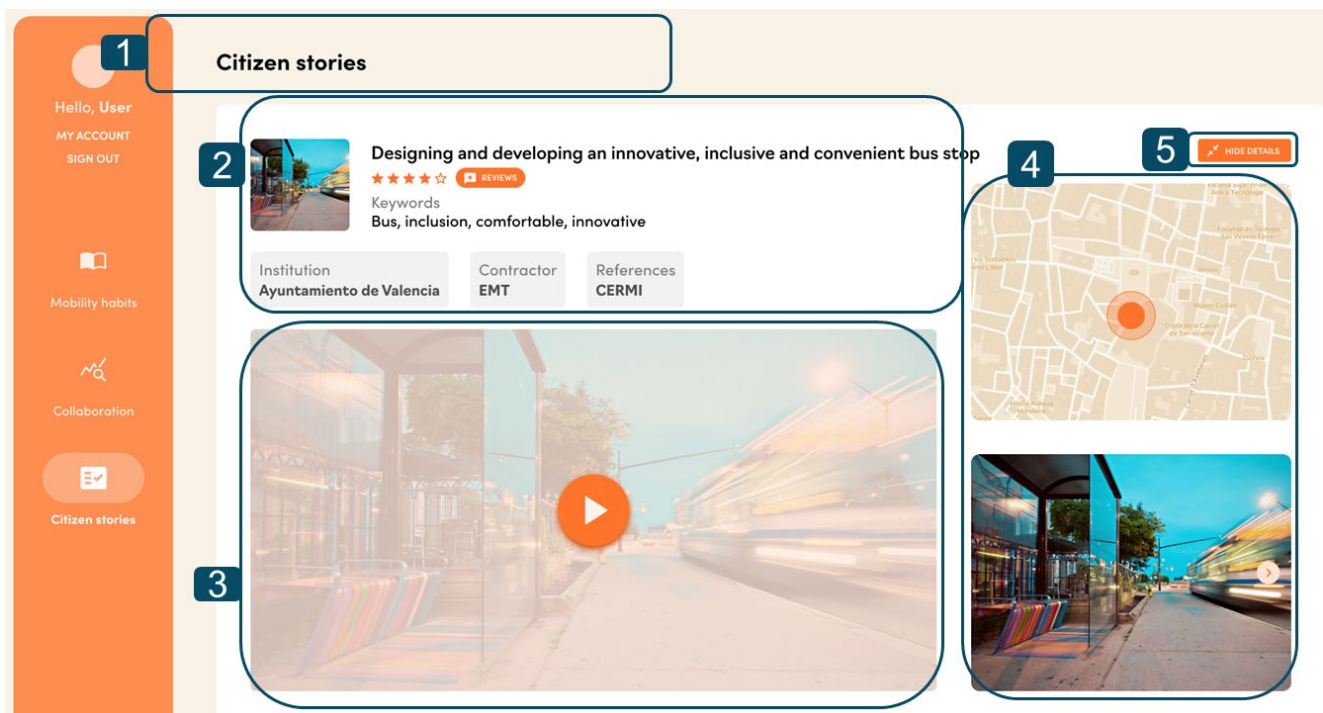 1
Citizen stories
Hello, User
MY ACCOUNT
SIGN OUT
Mobility habits
Collaboration
Citizen stories
2
Designing and developing an innovative, inclusive and convenient bus stop
REVIEWS
Keywords
Bus, inclusion, comfortable, innovative
Institution
Ayuntamiento de Valencia
Contractor
EMT
References
CERMI
3
4
5
HIDE DETAILS
Museo Ciudad